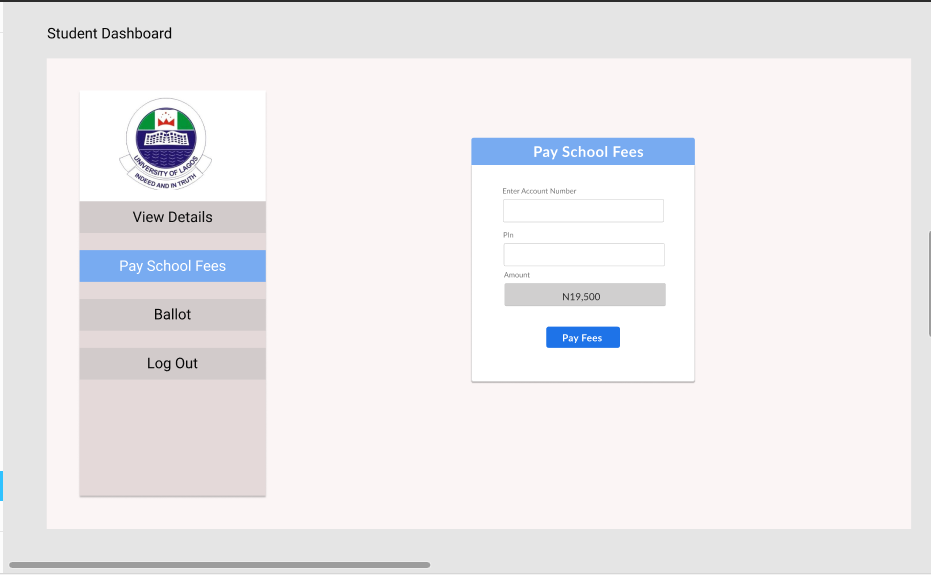 Student Dashboard
UNIVERSITY OF LAGOS
INDEED AND IN TRUTH
View Details
Pay School Fees
Ballot
Log Out
Pay School Fees
Enter Account Number
PIn
Amount
N19,500
Pay Fees